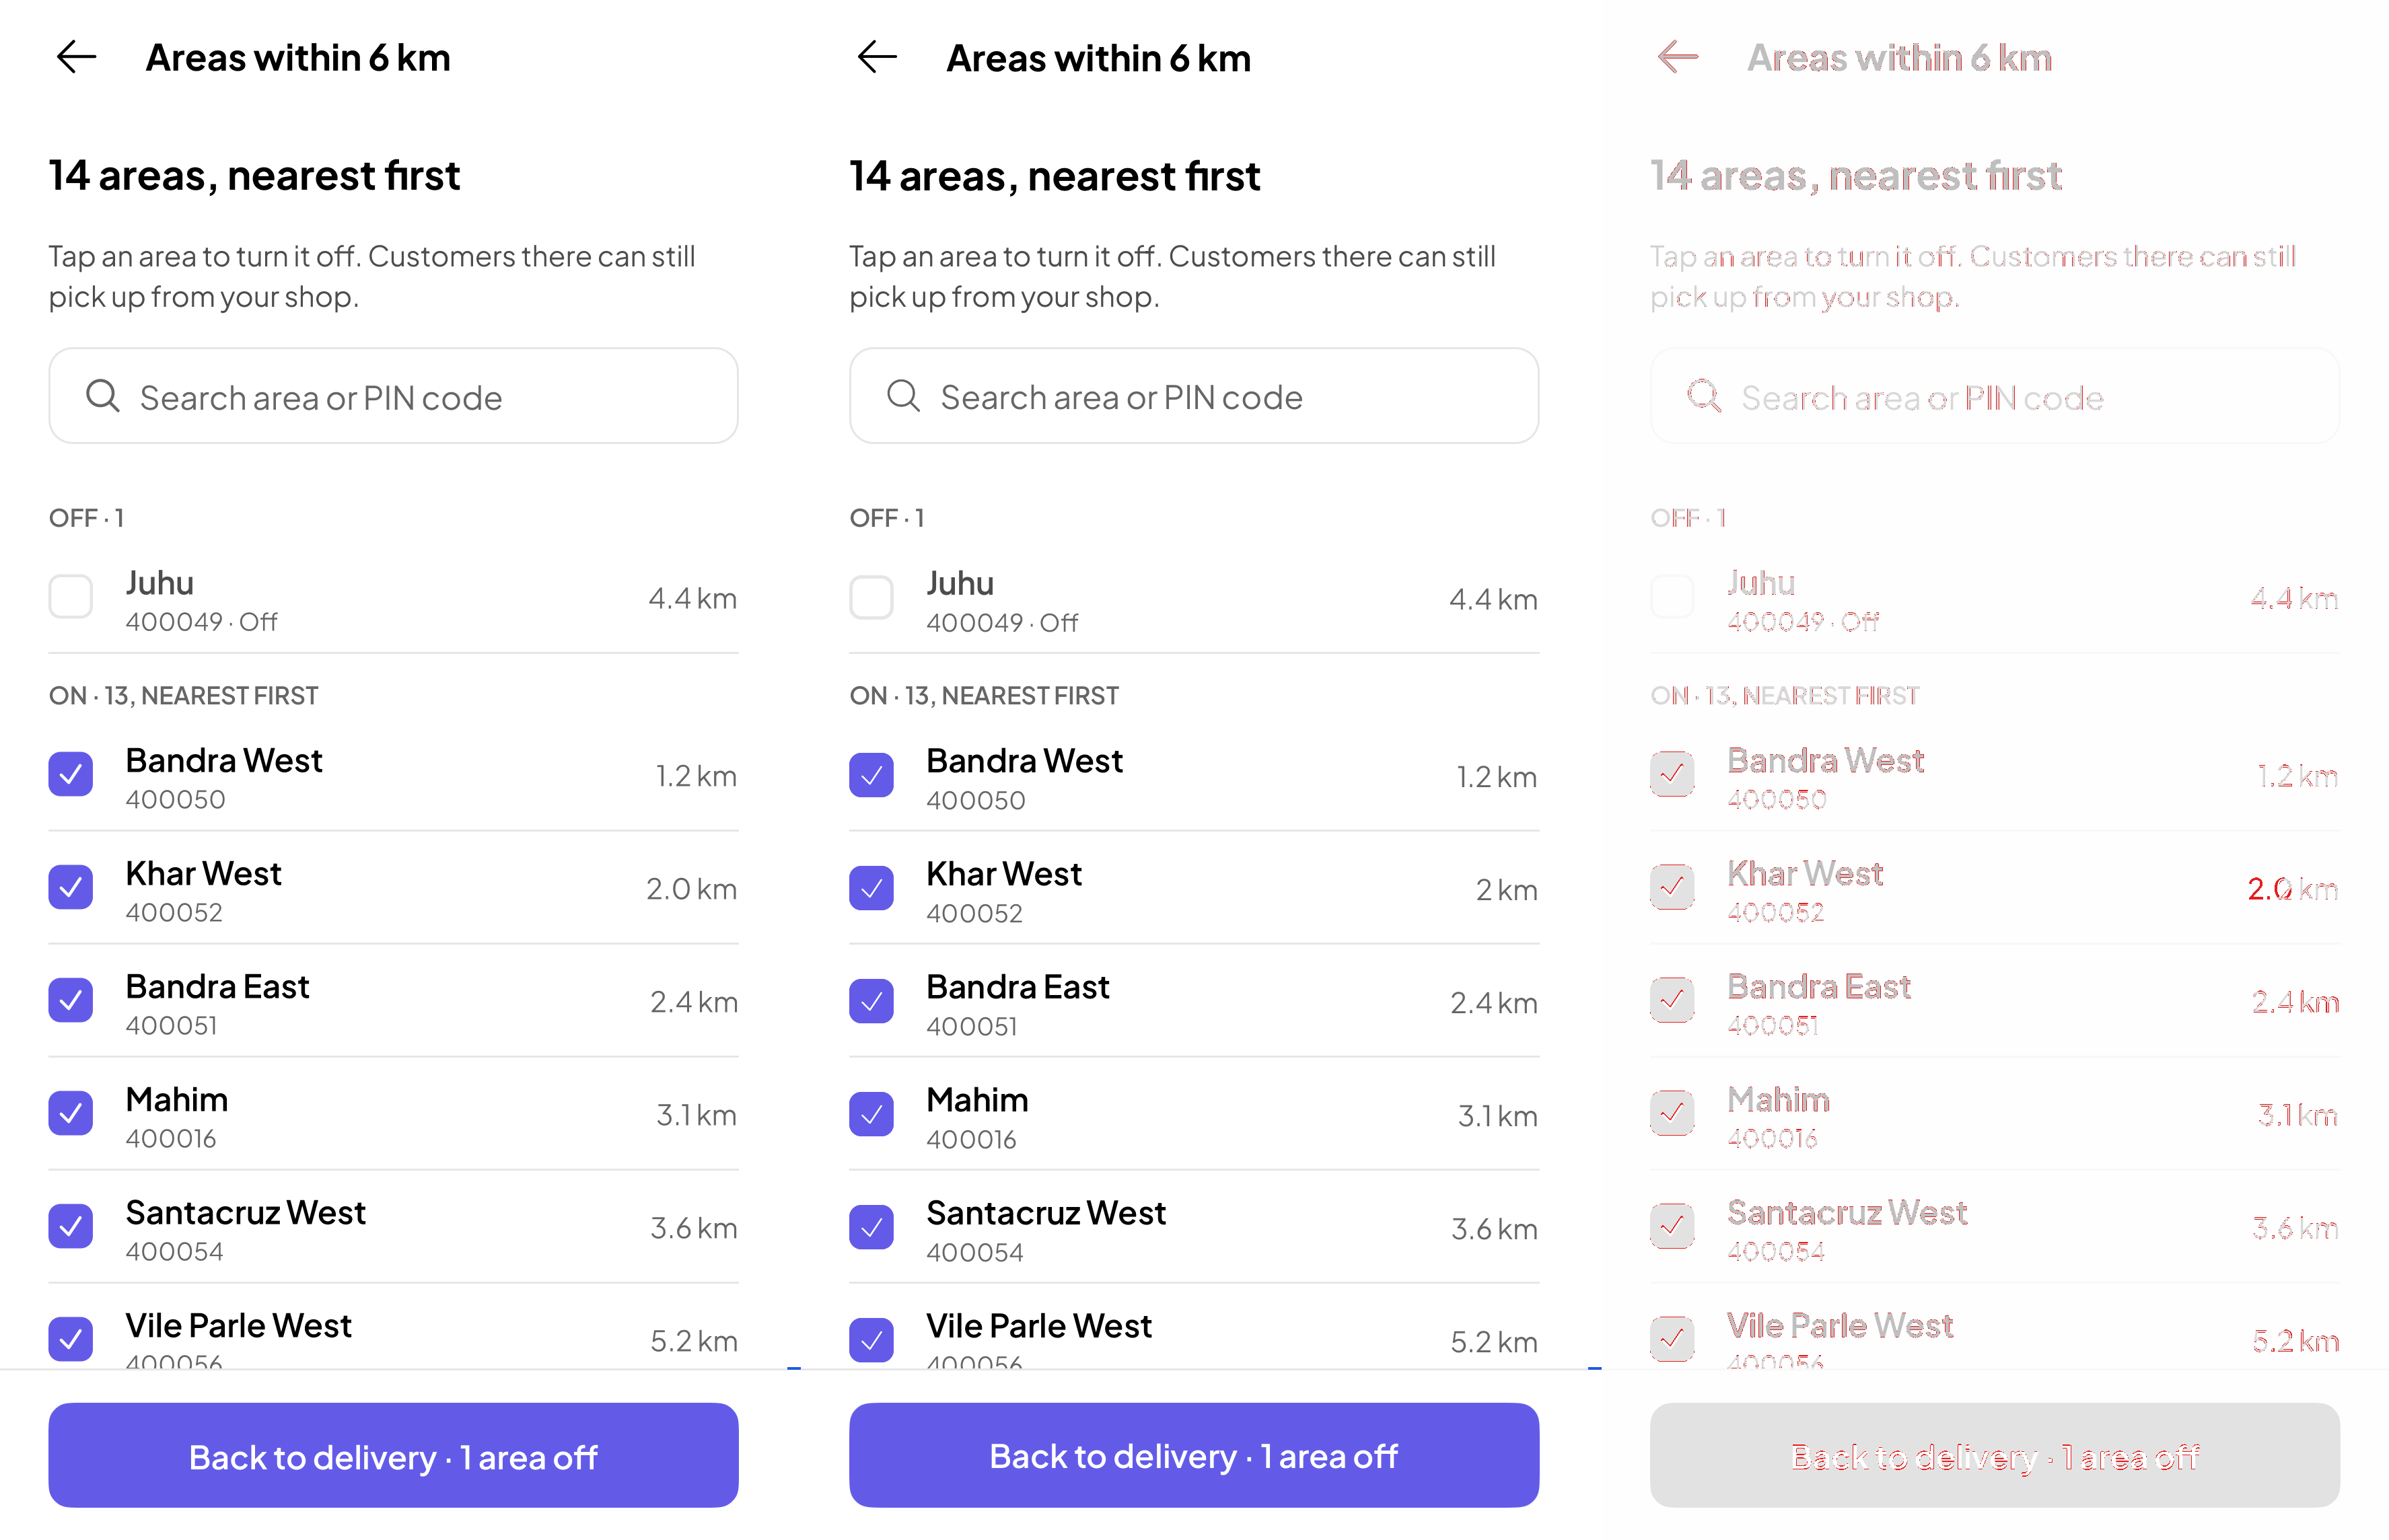 Areas within 6 km
14 areas, nearest first
Tap an area to turn it off. Customers there can still
pick up from your shop.
Search area or PIN code
OFF · 1
Juhu
400049 · Off
4.4 km
ON · 13, NEAREST FIRST
Bandra West
400050
1.2 km
Khar West
400052
2.0 km
Bandra East
400051
2.4 km
Mahim
400016
3.1 km
Santacruz West
400054
3.6 km
Vile Parle West
400056
5.2 km
Back to delivery · 1 area off
Areas within 6 km
14 areas, nearest first
Tap an area to turn it off. Customers there can still
pick up from your shop.
Search area or PIN code
OFF · 1
Juhu
400049 · Off
4.4 km
ON · 13, NEAREST FIRST
Bandra West
400050
1.2 km
Khar West
400052
2 km
Bandra East
400051
2.4 km
Mahim
400016
3.1 km
Santacruz West
400054
3.6 km
Vile Parle West
400056
5.2 km
Back to delivery · 1 area off
Areas within 6 km
14 areas, nearest first
Tap an area to turn it off. Customers there can still
pick up from your shop.
Search area or PIN code
OFF · 1
Juhu
400049 · Off
4.4 km
ON · 13, NEAREST FIRST
Bandra West
400050
1.2 km
Khar West
400052
2.0 km
Bandra East
400051
2.4 km
Mahim
400016
3.1 km
Santacruz West
400054
3.6 km
Vile Parle West
400056
5.2 km
Back to delivery · 1 area off